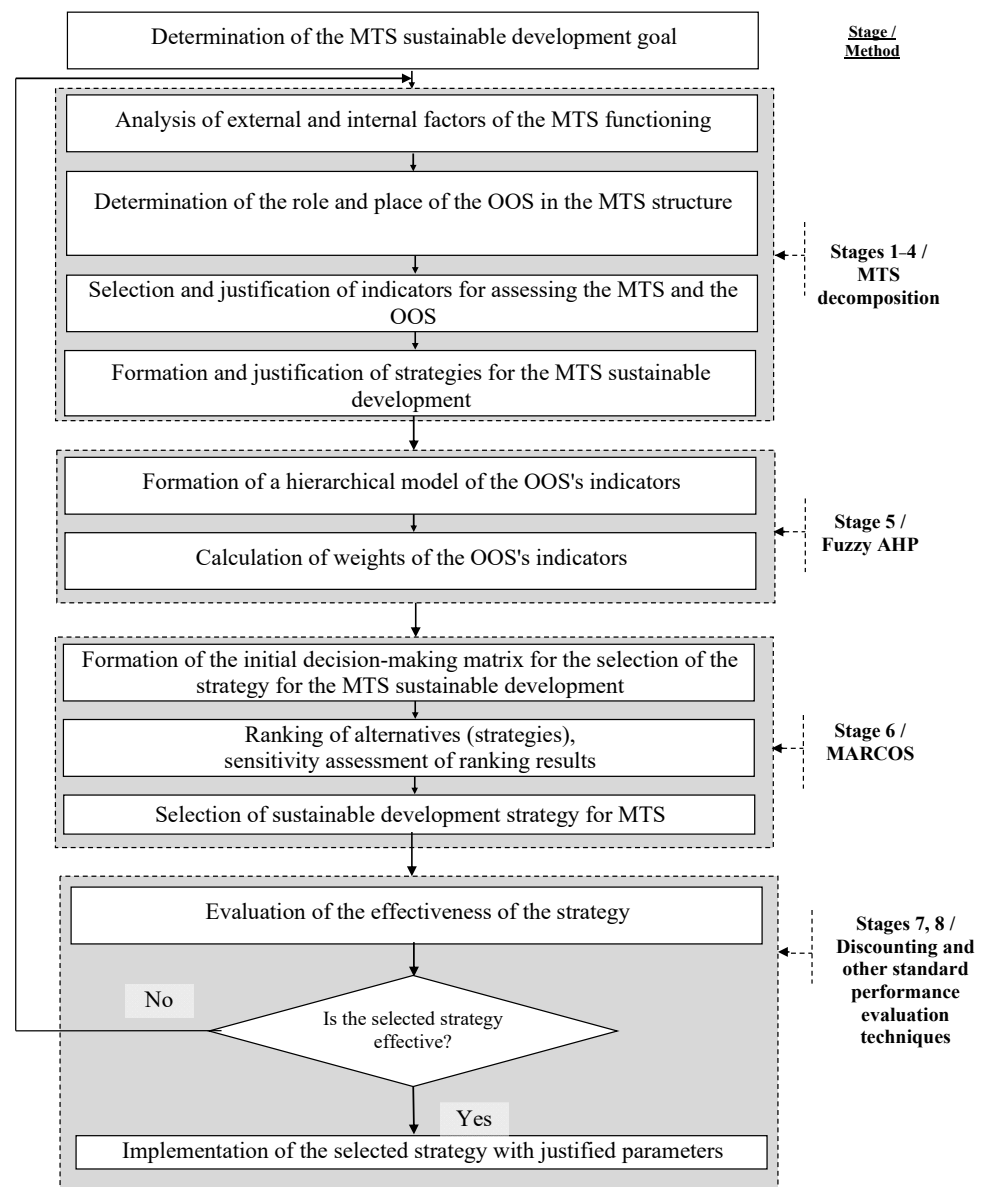 Determination of the MTS sustainable development goal
Stage /
Method
Analysis of external and internal factors of the MTS functioning
Determination of the role and place of the OOS in the MTS structure
Selection and justification of indicators for assessing the MTS and the
OOS
Formation and justification of strategies for the MTS sustainable
development
Stages 1–4 /
MTS
decomposition
Formation of a hierarchical model of the OOS's indicators
Calculation of weights of the OOS's indicators
Stage 5 /
Fuzzy AHP
Formation of the initial decision-making matrix for the selection of the
strategy for the MTS sustainable development
Ranking of alternatives (strategies),
sensitivity assessment of ranking results
Selection of sustainable development strategy for MTS
Stage 6 /
MARCOS
Evaluation of the effectiveness of the strategy
Is the selected strategy
effective?
No
Yes
Implementation of the selected strategy with justified parameters
Stages 7, 8 /
Discounting and
other standard
performance
evaluation
techniques